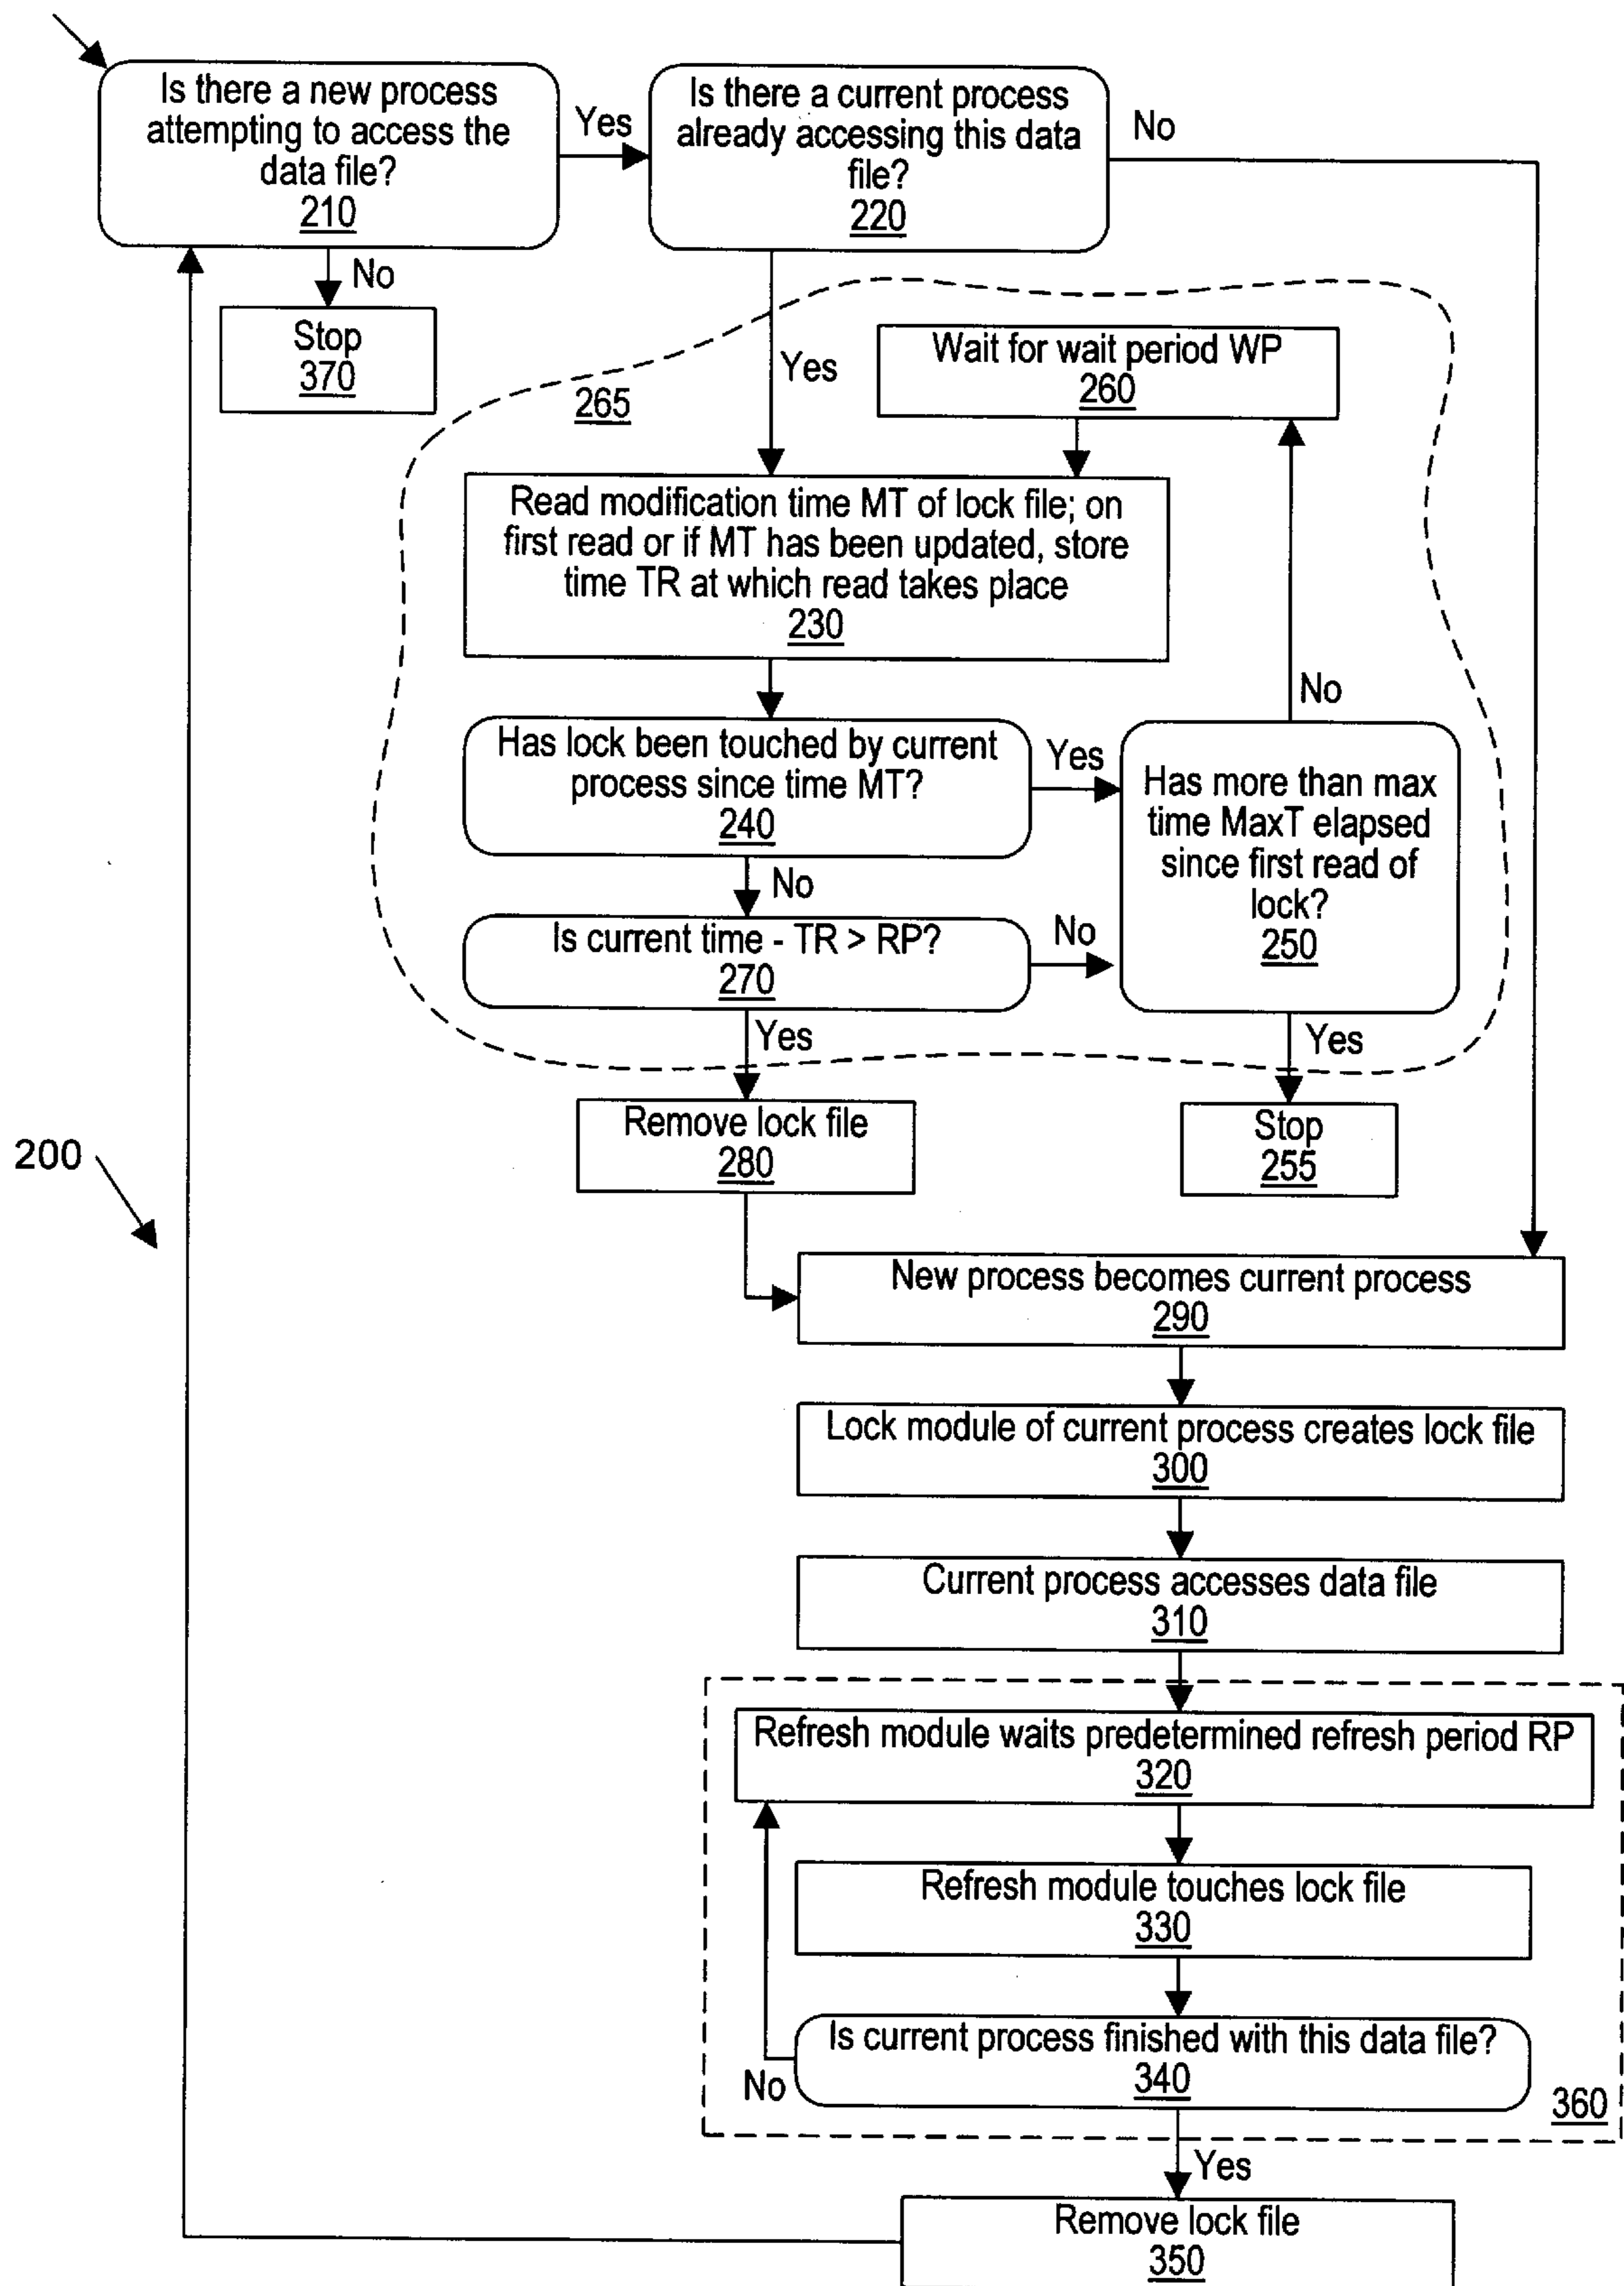 Is there a new process
attempting to access the
data file?
210
Yes
Is there a current process
already accessing this data
file?
220
No
No
Stop
370
Yes
Wait for wait period WP
260
265
Read modification time MT of lock file; on
first read or if MT has been updated, store
time TR at which read takes place
230
No
Has lock been touched by current
process since time MT?
240
Yes
Has more than max
time MaxT elapsed
since first read of
lock?
250
No
Is current time - TR > RP?
270
No
Yes
Yes
Remove lock file
280
Stop
255
200
New process becomes current process
290
Lock module of current process creates lock file
300
Current process accesses data file
310
Refresh module waits predetermined refresh period RP
320
Refresh module touches lock file
330
Is current process finished with this data file?
340
No
360
Yes
Remove lock file
350